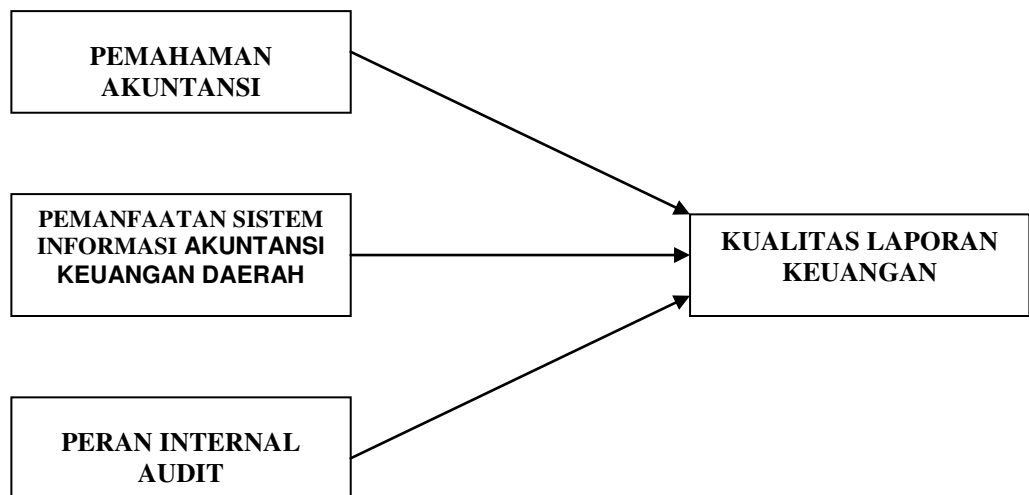 PEMAHAMAN
AKUNTANSI
PEMANFAATAN SISTEM
INFORMASI AKUNTANSI
KEUANGAN DAERAH
KUALITAS LAPORAN
KEUANGAN
PERAN INTERNAL
AUDIT